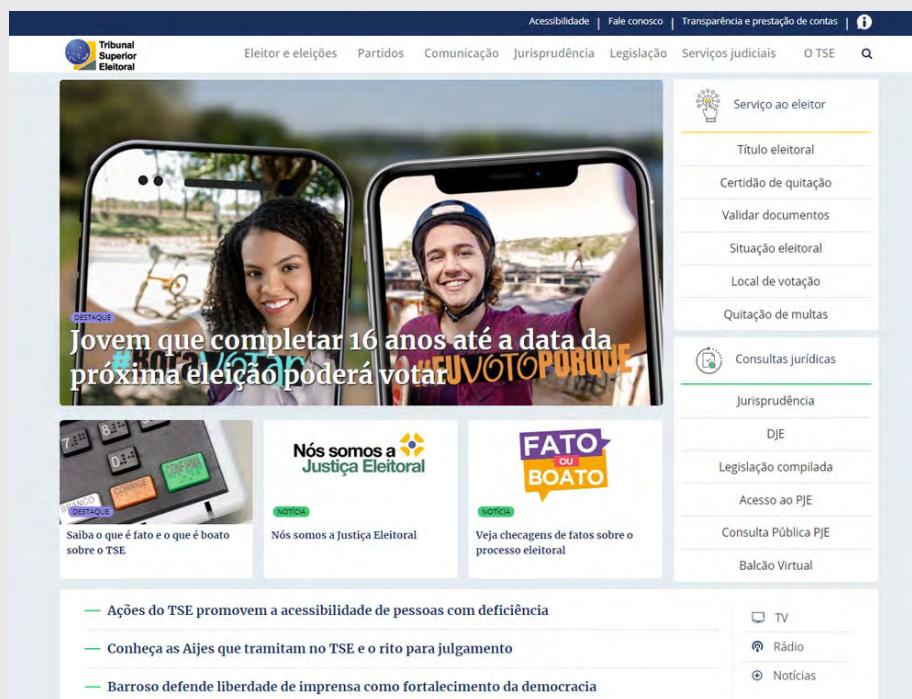 Acessibilidade | Fale conosco | Transparência e prestação de contas |
Tribunal
Superior
Eleitoral
Eleitor e eleições Partidos Comunicação Jurisprudência Legislação Serviços judiciais O TSE
DESTAQUE
Jovem que completar 16 anos até a data da
próxima eleição poderá votar
#BoraVOTAR
#EUVOTOPORQUE
Serviço ao eleitor
Título eleitoral
Certidão de quitação
Validar documentos
Situação eleitoral
Local de votação
Quitação de multas
Consultas jurídicas
Jurisprudência
DJE
Legislação compilada
Acesso ao PJE
Consulta Pública PJE
Balcão Virtual
7 8
0
BRANCO CORRIGE CONFIRMA
DESTAQUE
Saiba o que é fato e o que é boato
sobre o TSE
Nós somos a
Justiça Eleitoral
NOTÍCIA
Nós somos a Justiça Eleitoral
FATO
OU
BOATO
NOTÍCIA
Veja checagens de fatos sobre o
processo eleitoral
Ações do TSE promovem a acessibilidade de pessoas com deficiência
Conheça as Aijes que tramitam no TSE e o rito para julgamento
Barroso defende liberdade de imprensa como fortalecimento da democracia
TV
Rádio
Notícias